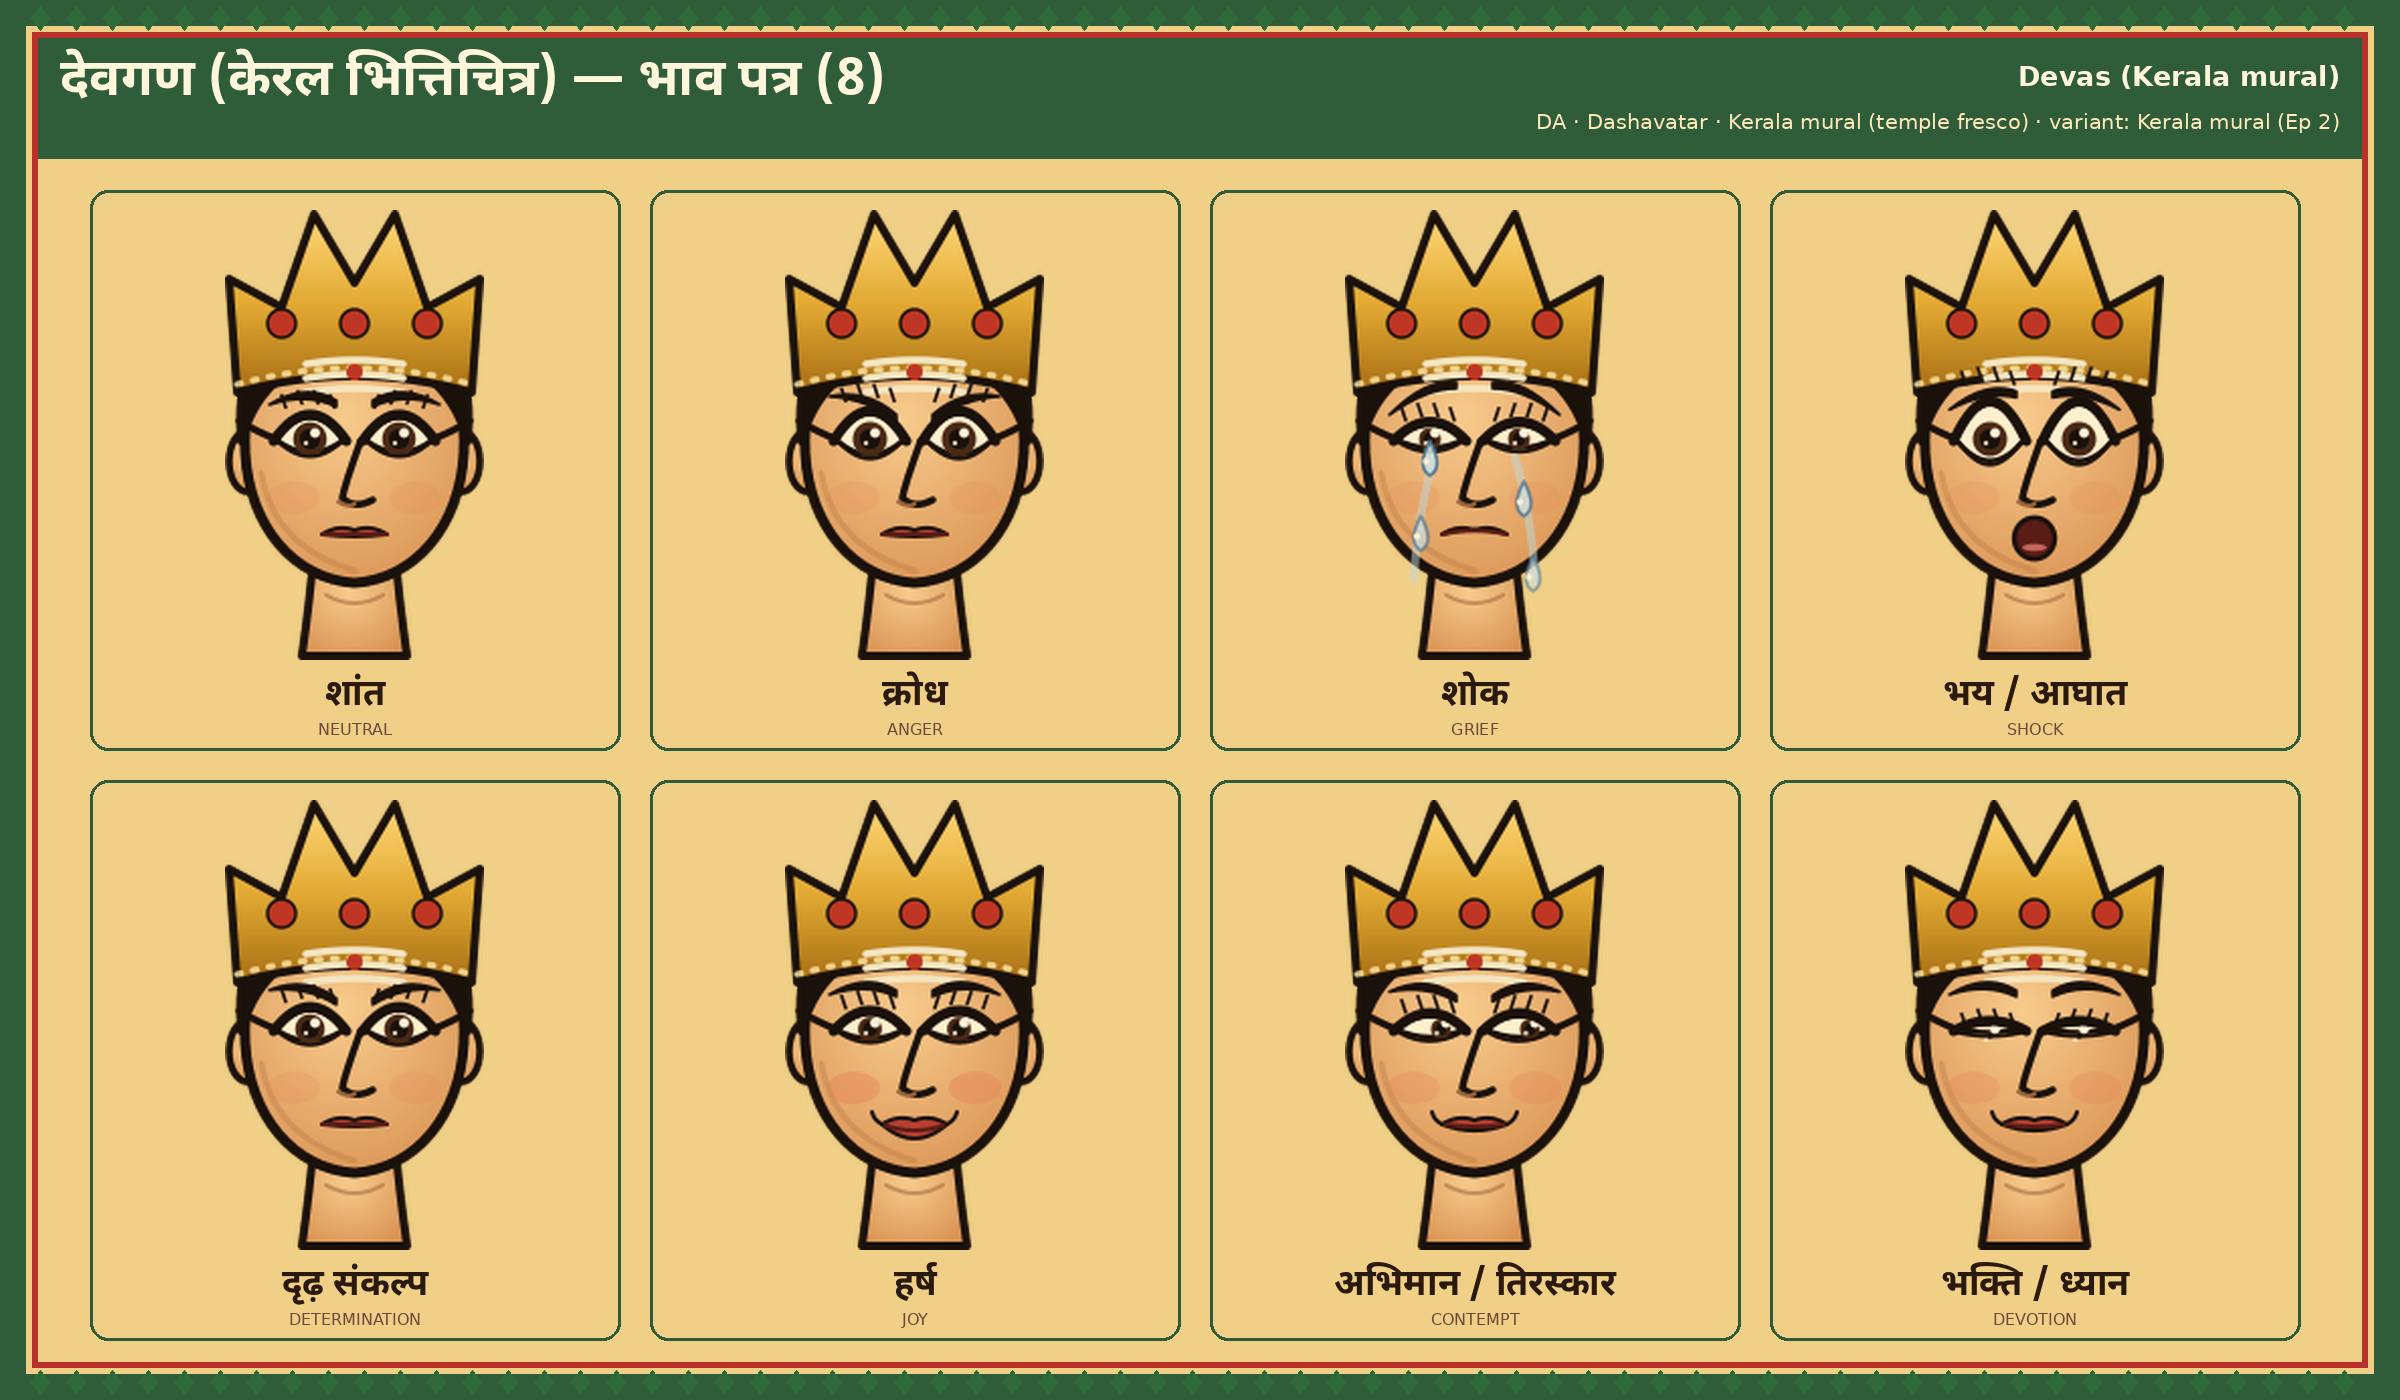 देवगण (केरल भित्तिचित्र) — भाव पत्र (8)
Devas (Kerala mural)
DA · Dashavatar · Kerala mural (temple fresco) · variant: Kerala mural (Ep 2)
शांत
NEUTRAL
क्रोध
ANGER
शोक
GRIEF
भय / आघात
SHOCK
दृढ़ संकल्प
DETERMINATION
हर्ष
JOY
अभिमान / तिरस्कार
CONTEMPT
भक्ति / ध्यान
DEVOTION